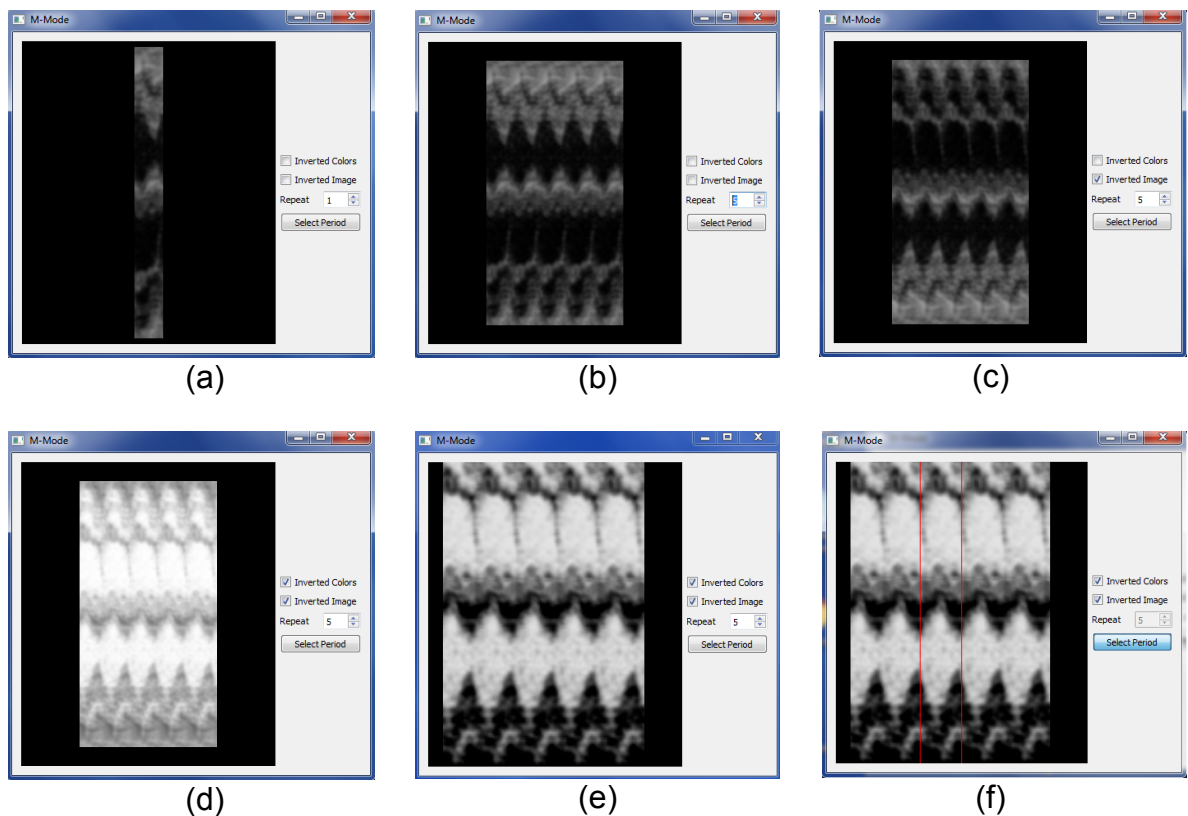 M-Mode
Inverted Colors
Inverted Image
Repeat 1
Select Period
(a)
M-Mode
Inverted Colors
Inverted Image
Repeat 5
Select Period
(b)
M-Mode
Inverted Colors
Inverted Image
Repeat 5
Select Period
(c)
M-Mode
Inverted Colors
Inverted Image
Repeat 5
Select Period
(d)
M-Mode
Inverted Colors
Inverted Image
Repeat 5
Select Period
(e)
M-Mode
Inverted Colors
Inverted Image
Repeat 5
Select Period
(f)